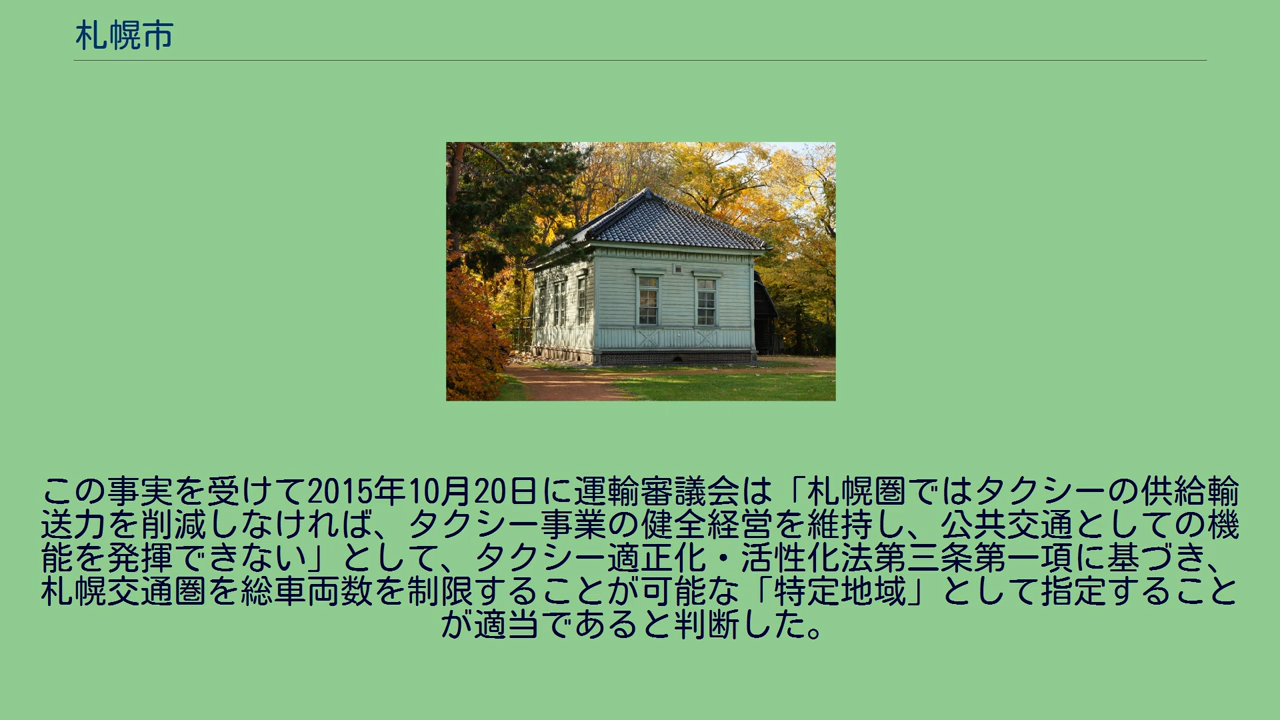 札幌市
この事実を受けて2015年10月20日に運輸審議会は「札幌圏ではタクシーの供給輸
送力を削減しなければ、タクシー事業の健全経営を維持し、公共交通としての機
能を発揮できない」として、タクシー適正化・活性化法第三条第一項に基づき、
札幌交通圏を総車両数を制限することが可能な「特定地域」として指定すること
が適当であると判断した。